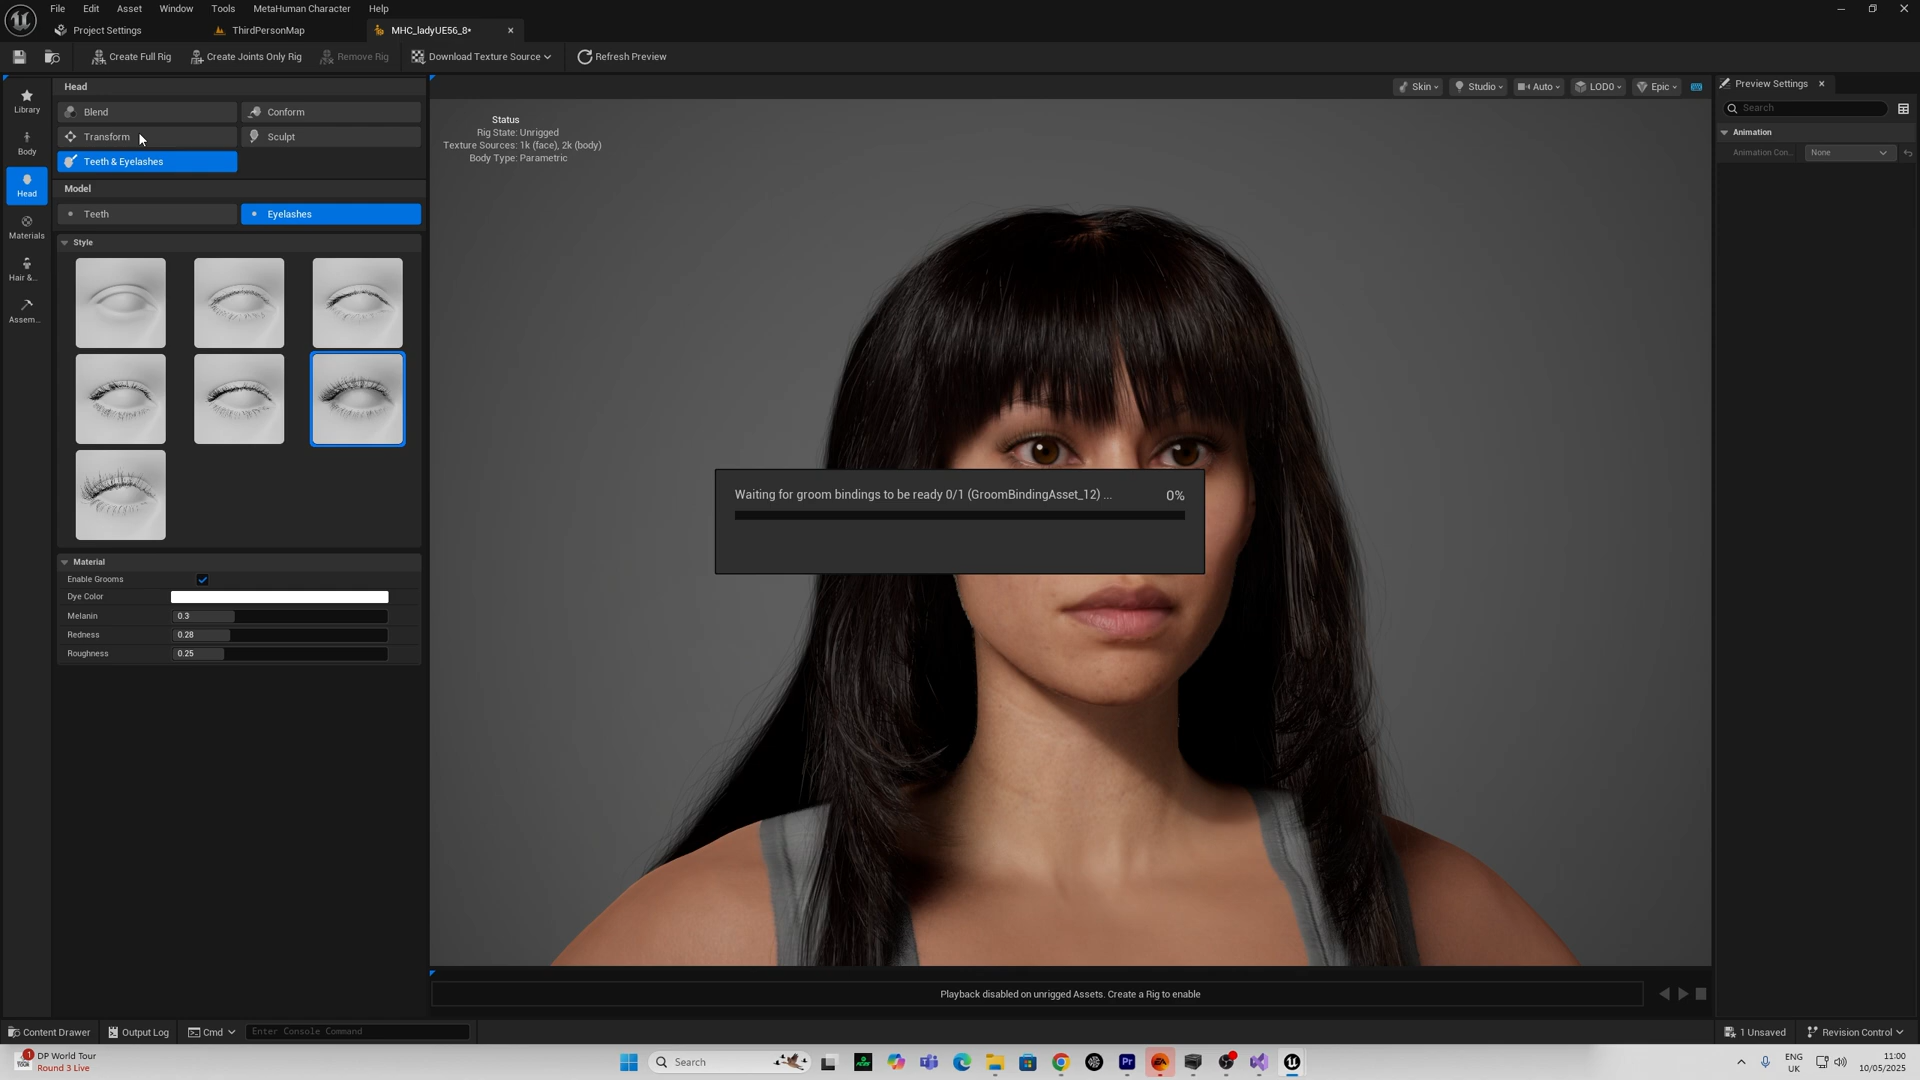 File Edit Asset Window Tools MetaHuman Character Help
Project Settings ThirdPersonMap MHC_ladyUE56_8*
Create Full Rig Create Joints Only Rig Remove Rig Download Texture Source Refresh Preview
Library
Body
Head
Materials
Hair &...
Assem...
Head
Blend Conform
Transform Sculpt
Teeth & Eyelashes
Model
Teeth Eyelashes
Style
Material
Enable Grooms
Dye Color
Melanin 0.3
Redness 0.28
Roughness 0.25
Skin Studio Auto LOD0 Epic
Status
Rig State: Unrigged
Texture Sources: 1k (face), 2k (body)
Body Type: Parametric
Waiting for groom bindings to be ready 0/1 (GroomBindingAsset_12) ... 0%
Playback disabled on unrigged Assets. Create a Rig to enable
Preview Settings
Search
Animation
Animation Con... None
Content Drawer Output Log Cmd Enter Console Command 1 Unsaved Revision Control
1
DP World Tour
Round 3 Live
Search
Pr
EA
ENG
UK
11:00
10/05/2025